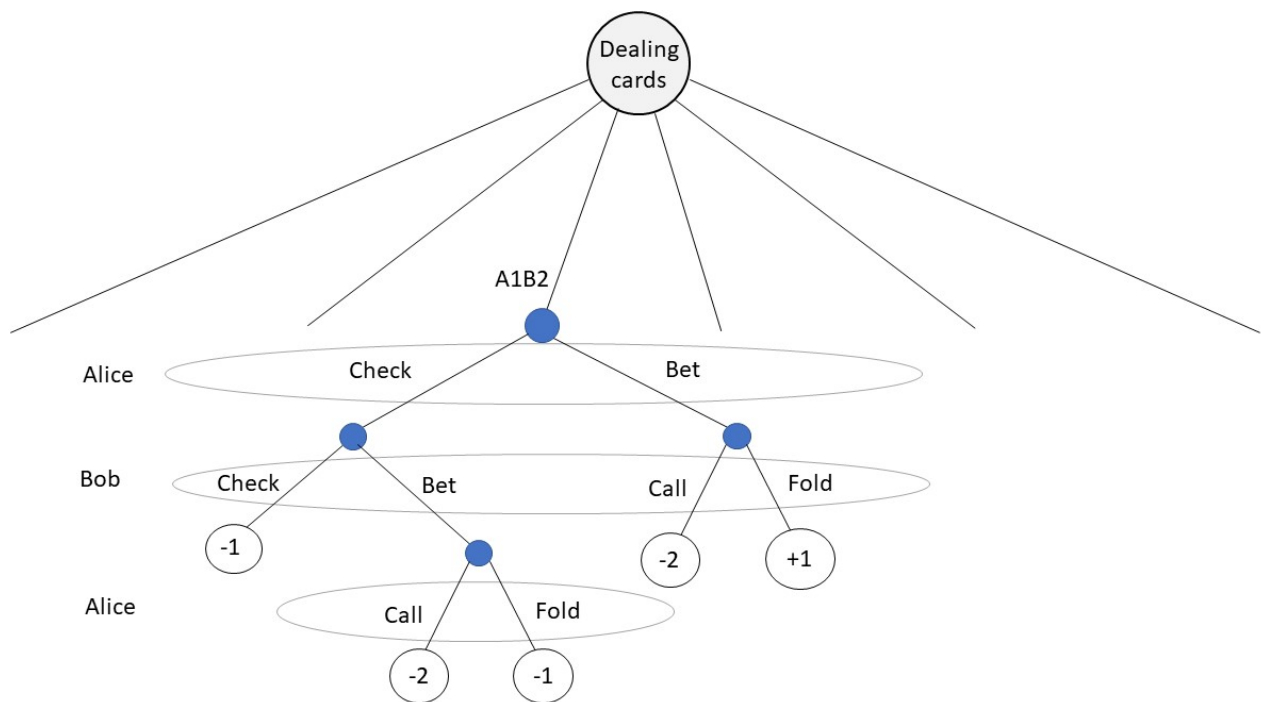 Dealing
cards
A1B2
Alice
Check
Bet
Bob
Check
Bet
Call
Fold
-1
-2
+1
Alice
Call
Fold
-2
-1